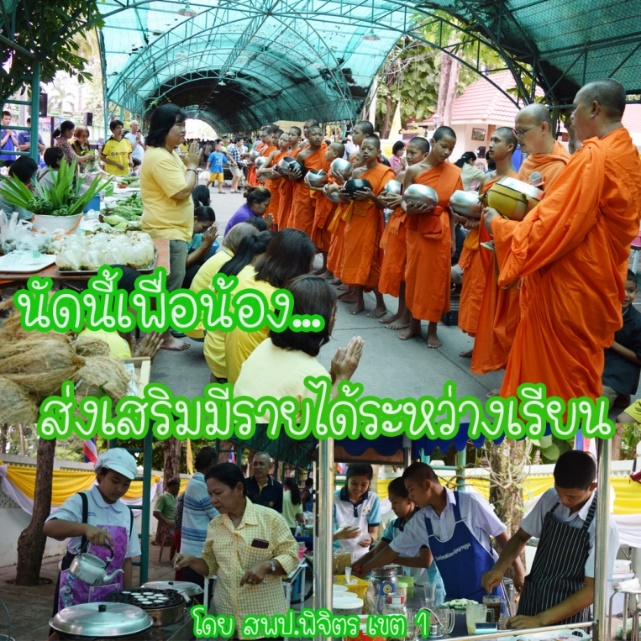 นัดนี้เพื่อน้อง...
ส่งเสริมมีรายได้ระหว่างเรียน
โดย สพป.พิจิตร เขต 1